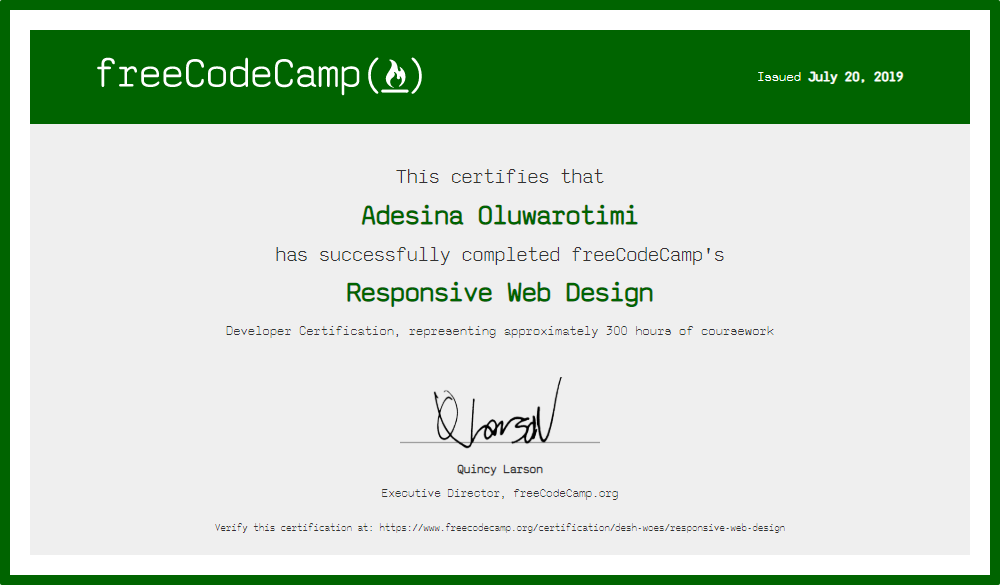 freeCodeCamp(🔥)
Issued July 20, 2019
This certifies that
Adesina Oluwarotimi
has successfully completed freeCodeCamp's
Responsive Web Design
Developer Certification, representing approximately 300 hours of coursework
QLarson
Quincy Larson
Executive Director, freeCodeCamp.org
Verify this certification at: https://www.freecodecamp.org/certification/desh-woes/responsive-web-design